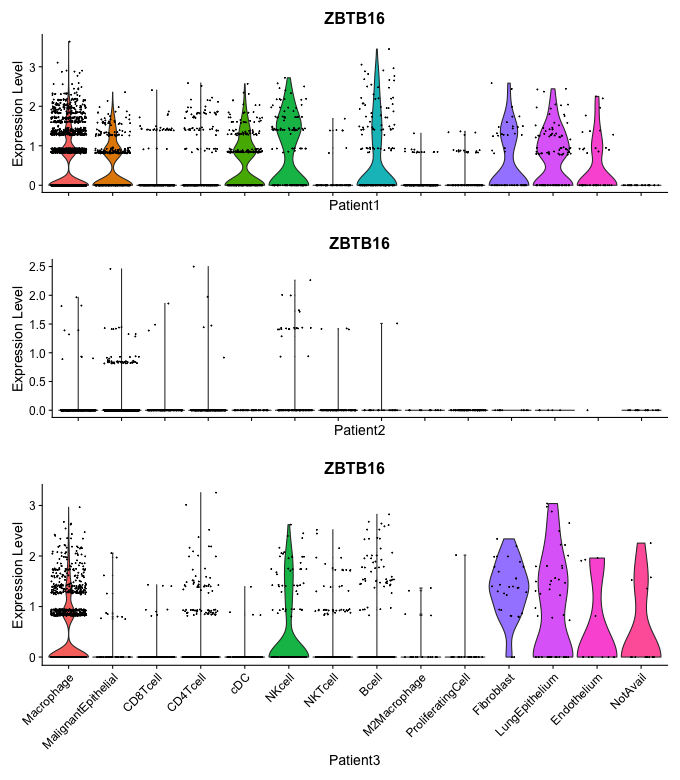 ZBTB16
Expression Level
3
2
1
0
Patient1
ZBTB16
Expression Level
2.5
2.0
1.5
1.0
0.5
0.0
Patient2
ZBTB16
Expression Level
3
2
1
0
Macrophage
MalignantEpithelial
CD8Tcell
CD4Tcell
cDC
NKcell
NKTcell
Bcell
M2Macrophage
ProliferatingCell
Fibroblast
LungEpithelium
Endothelium
NotAvail
Patient3